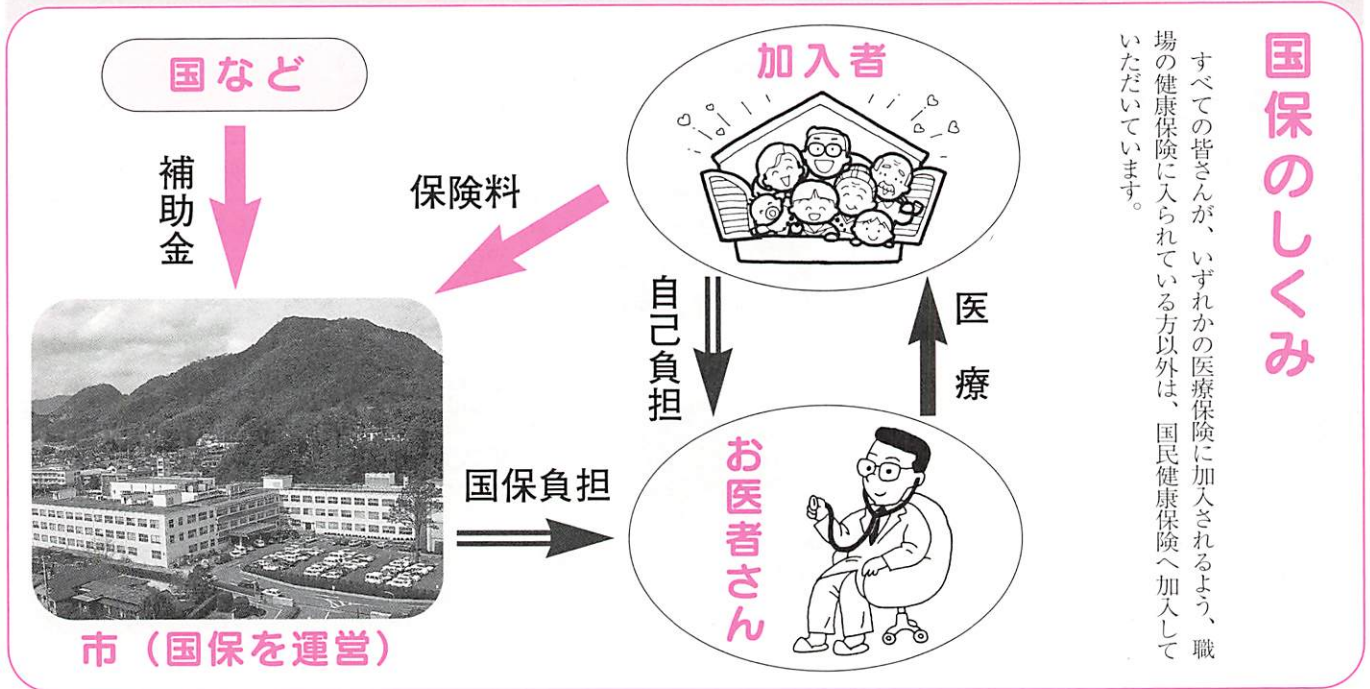 国保のしくみ
すべての皆さんが、いずれかの医療保険に加入されるよう、職
場の健康保険に入られている方以外は、国民健康保険へ加入して
いただいています。
加入者
国など
補助金
保険料
自己負担
医療
国保負担
お医者さん
市（国保を運営）